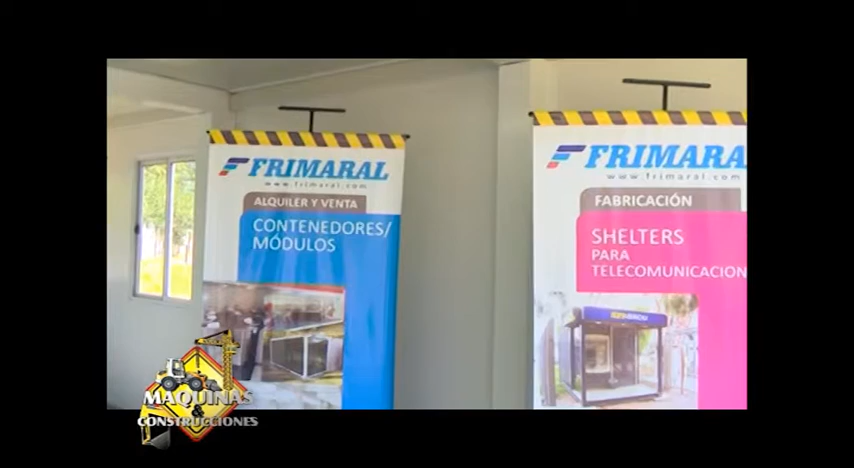 FRIMARAL
www.frimaral.com
ALQUILER Y VENTA
CONTENEDORES/
MÓDULOS
FRIMARAL
www.frimaral.com
FABRICACIÓN
SHELTERS
PARA
TELECOMUNICACION
MAQUINAS
&
CONSTRUCCIONES